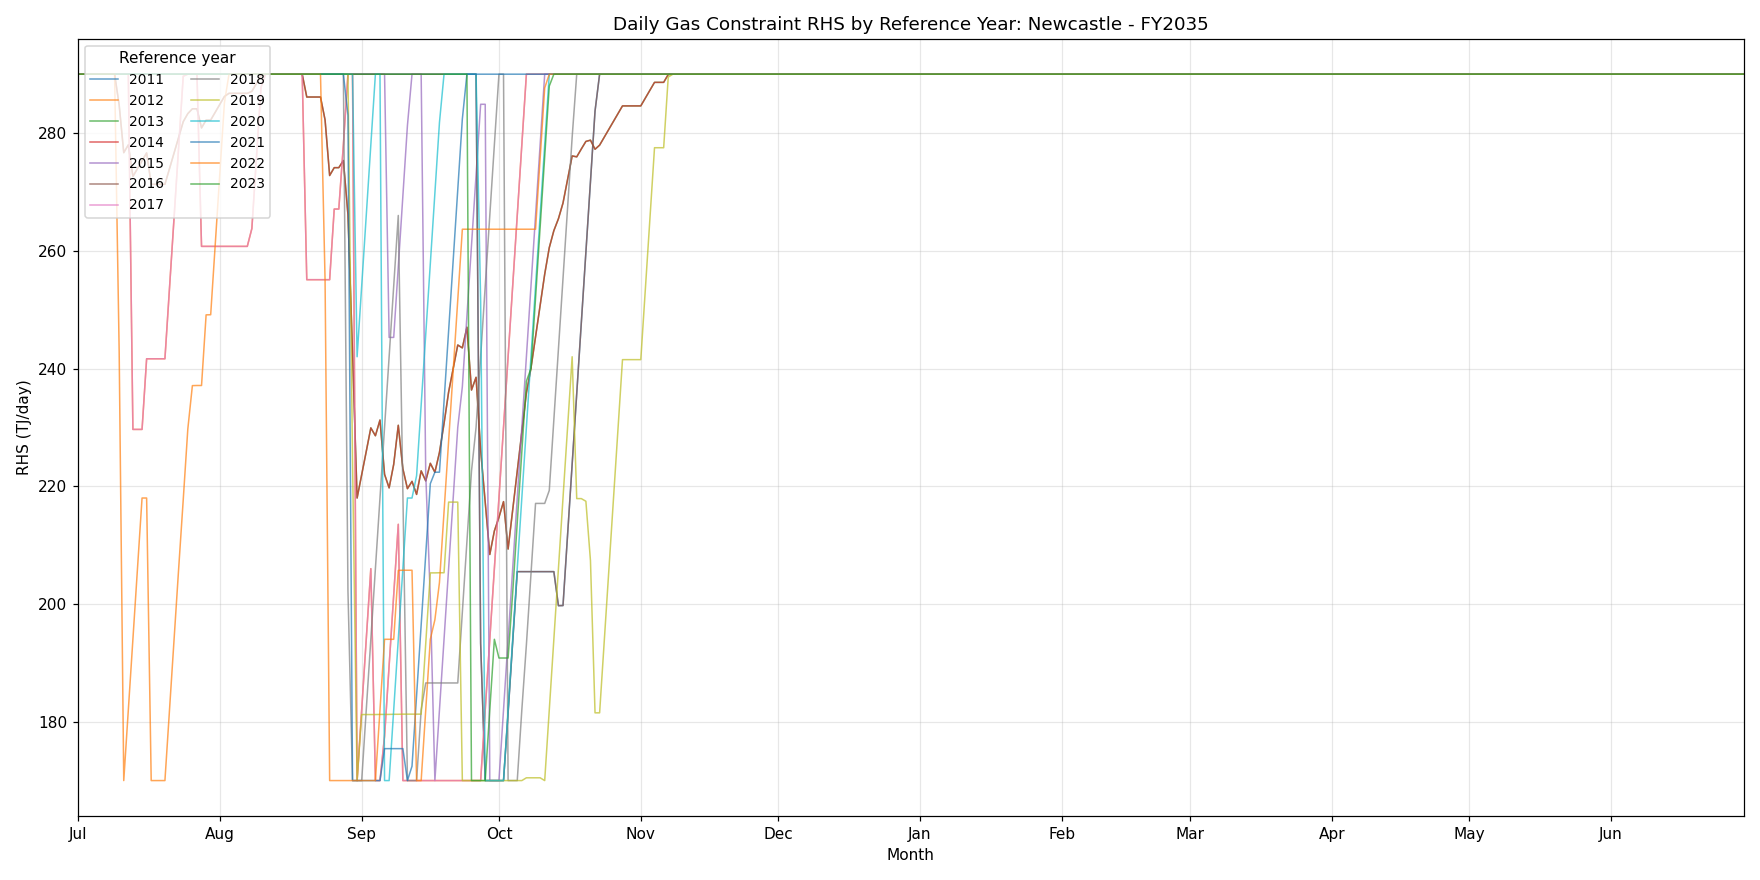 Daily Gas Constraint RHS by Reference Year: Newcastle - FY2035
Reference year
2011 2018
2012 2019
2013 2020
2014 2021
2015 2022
2016 2023
2017
280
260
240
220
200
180
RHS (TJ/day)
Jul Aug Sep Oct Nov Dec Jan Feb Mar Apr May Jun
Month